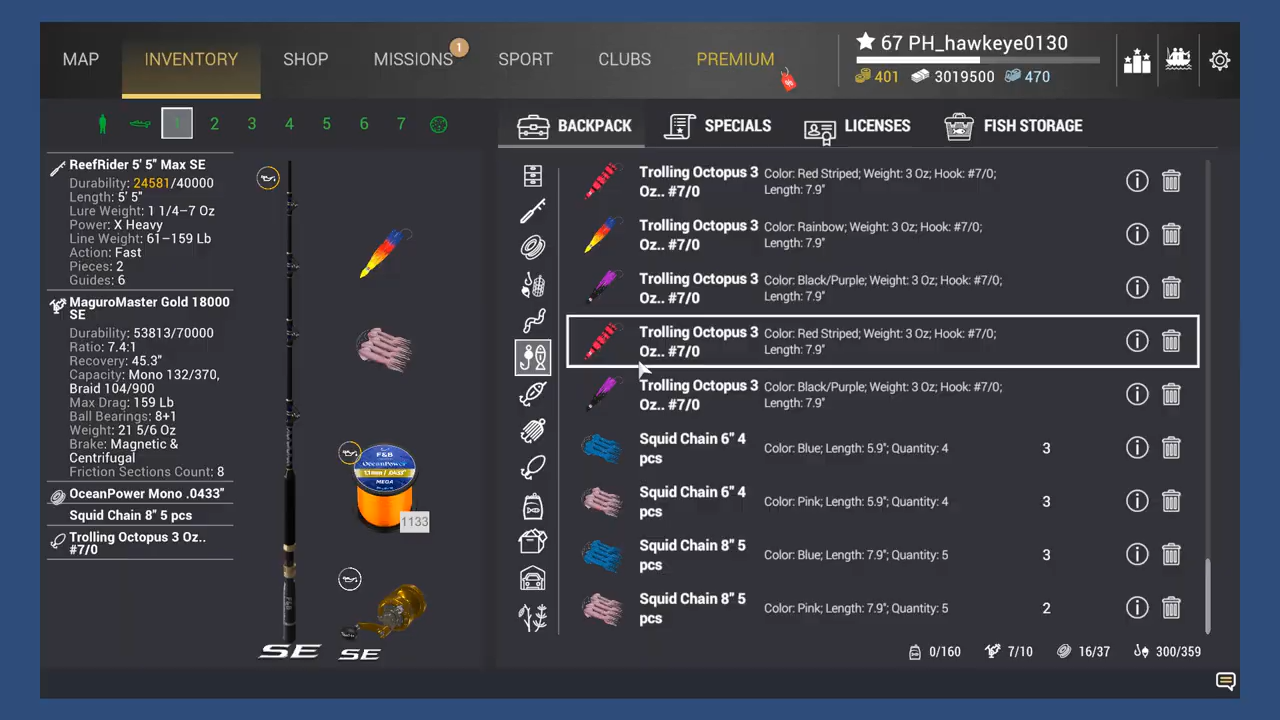 MAP
INVENTORY
SHOP
MISSIONS
1
SPORT
CLUBS
PREMIUM
%
67 PH_hawkeye0130
401
3019500
470
1
2
3
4
5
6
7
BACKPACK
SPECIALS
LICENSES
FISH STORAGE
ReefRider 5' 5" Max SE
Durability: 24581/40000
Length: 5' 5"
Lure Weight: 1 1/4–7 Oz
Power: X Heavy
Line Weight: 61–159 Lb
Action: Fast
Pieces: 2
Guides: 6
MaguroMaster Gold 18000
SE
Durability: 53813/70000
Ratio: 7.4:1
Recovery: 45.3"
Capacity: Mono 132/370,
Braid 104/900
Max Drag: 159 Lb
Ball Bearings: 8+1
Weight: 21 5/6 Oz
Brake: Magnetic &
Centrifugal
Friction Sections Count: 8
OceanPower Mono .0433"
Squid Chain 8" 5 pcs
Trolling Octopus 3 Oz..
#7/0
F&B
OceanPower
1.1mm / .0433"
MEGA
1133
SE
SE
Trolling Octopus 3
Oz.. #7/0
Color: Red Striped; Weight: 3 Oz; Hook: #7/0;
Length: 7.9"
Trolling Octopus 3
Oz.. #7/0
Color: Rainbow; Weight: 3 Oz; Hook: #7/0;
Length: 7.9"
Trolling Octopus 3
Oz.. #7/0
Color: Black/Purple; Weight: 3 Oz; Hook: #7/0;
Length: 7.9"
Trolling Octopus 3
Oz.. #7/0
Color: Red Striped; Weight: 3 Oz; Hook: #7/0;
Length: 7.9"
Trolling Octopus 3
Oz.. #7/0
Color: Black/Purple; Weight: 3 Oz; Hook: #7/0;
Length: 7.9"
Squid Chain 6" 4
pcs
Color: Blue; Length: 5.9"; Quantity: 4
3
Squid Chain 6" 4
pcs
Color: Pink; Length: 5.9"; Quantity: 4
3
Squid Chain 8" 5
pcs
Color: Blue; Length: 7.9"; Quantity: 5
3
Squid Chain 8" 5
pcs
Color: Pink; Length: 7.9"; Quantity: 5
2
0/160
7/10
16/37
300/359